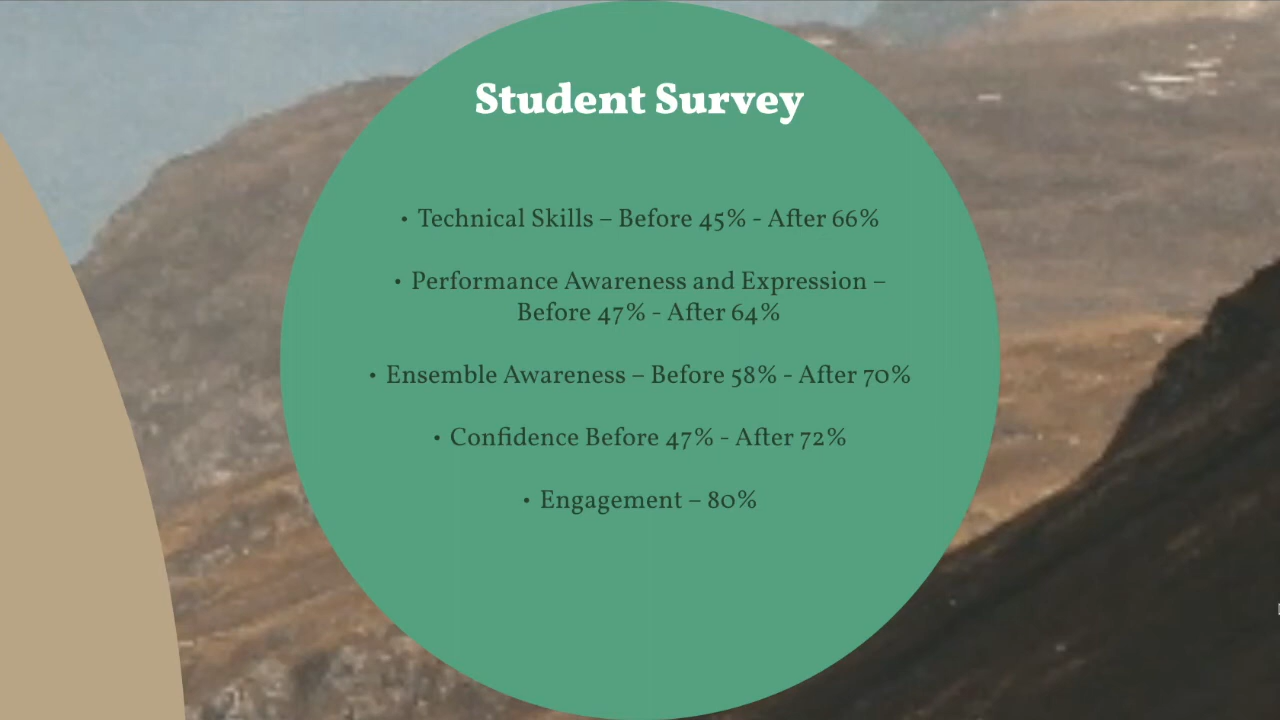 Student Survey
• Technical Skills – Before 45% - After 66%
• Performance Awareness and Expression –
Before 47% - After 64%
• Ensemble Awareness – Before 58% - After 70%
• Confidence Before 47% - After 72%
• Engagement – 80%